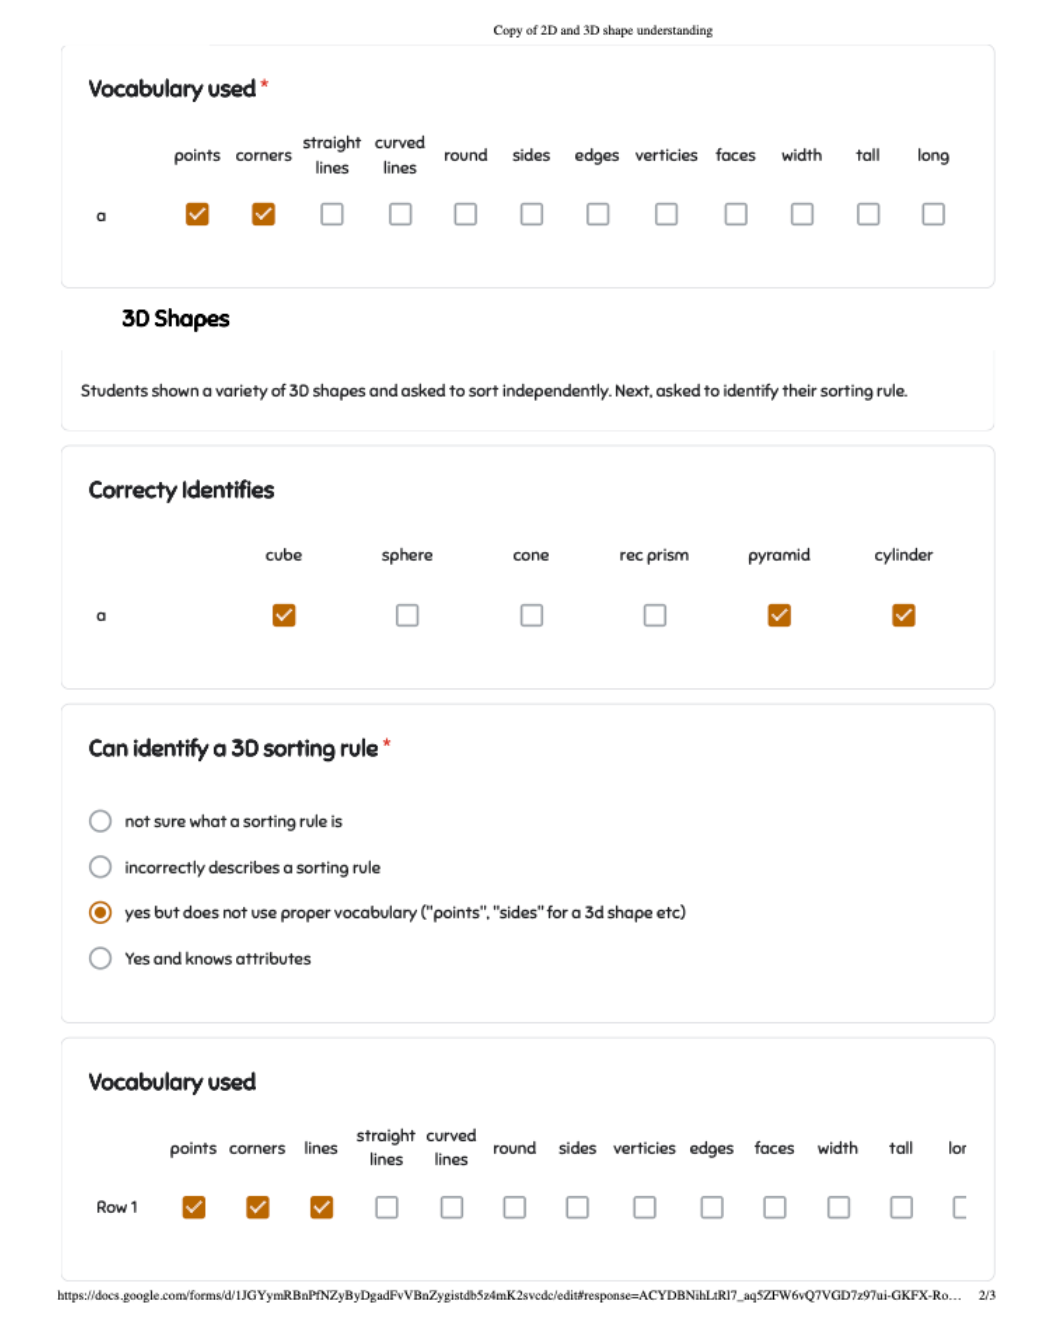 Copy of 2D and 3D shape understanding
Vocabulary used *
points corners straight lines curved lines round sides edges verticies faces width tall long
a
3D Shapes
Students shown a variety of 3D shapes and asked to sort independently. Next, asked to identify their sorting rule.
Correcty Identifies
cube sphere cone rec prism pyramid cylinder
a
Can identify a 3D sorting rule *
not sure what a sorting rule is
incorrectly describes a sorting rule
yes but does not use proper vocabulary ("points", "sides" for a 3d shape etc)
Yes and knows attributes
Vocabulary used
points corners lines straight lines curved lines round sides verticies edges faces width tall lor
Row 1
https://docs.google.com/forms/d/1JGYymRBnPfNZyByDgadFvVBnZygistdb5z4mK2svcdc/edit#response=ACYDBNihLtRl7_aq5ZFW6vQ7VGD7z97ui-GKFX-Ro... 2/3